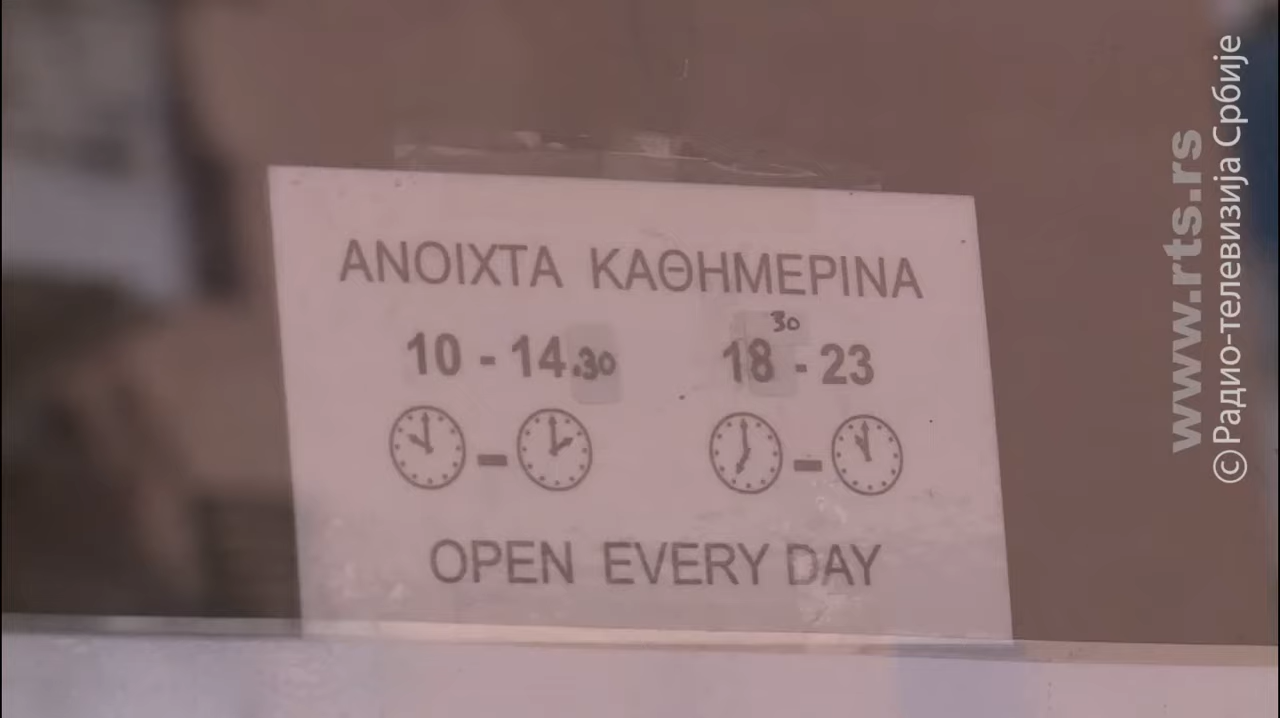 ΑΝΟΙΧΤΑ ΚΑΘΗΜΕΡΙΝΑ
10 - 14.30 18 30 - 23
OPEN EVERY DAY
www.rts.rs
© Радио-телевизија Србије